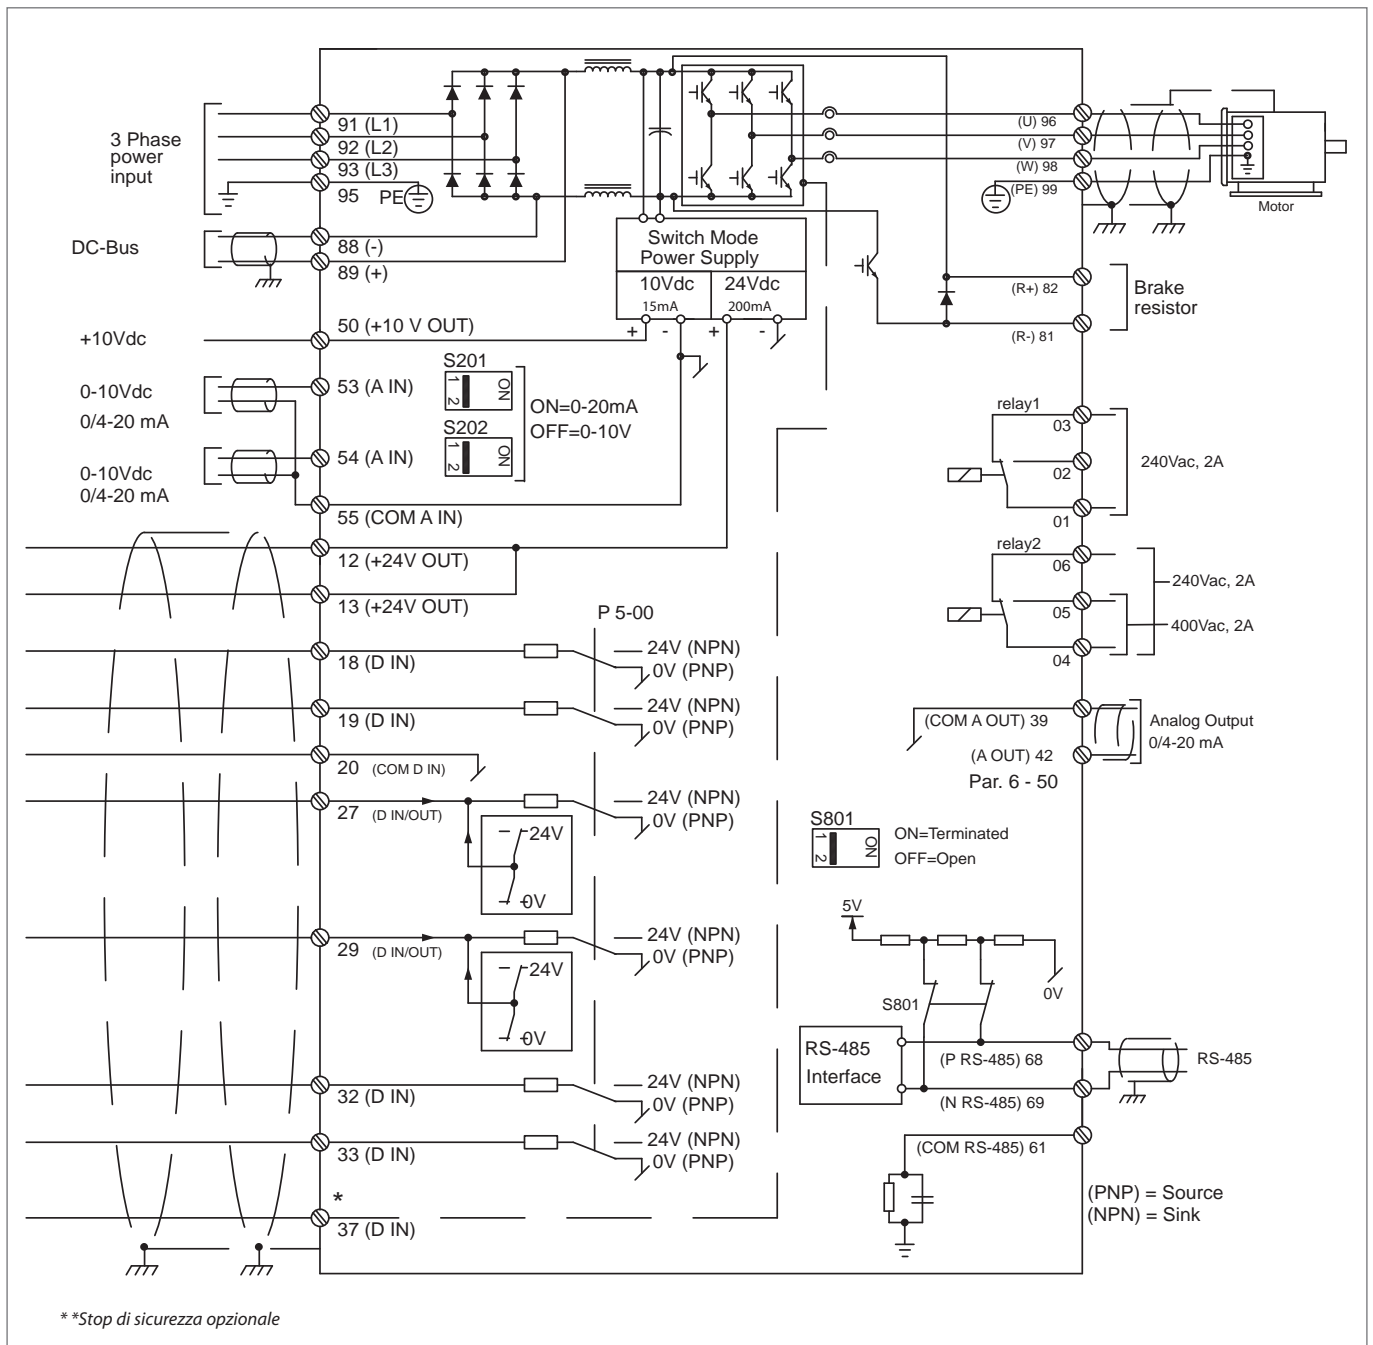 3 Phase
power
input
91 (L1)
92 (L2)
93 (L3)
95 PE
DC-Bus
88 (-)
89 (+)
+10Vdc
50 (+10 V OUT)
0-10Vdc
0/4-20 mA
53 (A IN)
0-10Vdc
0/4-20 mA
54 (A IN)
55 (COM A IN)
12 (+24V OUT)
13 (+24V OUT)
18 (D IN)
19 (D IN)
20 (COM D IN)
27 (D IN/OUT)
29 (D IN/OUT)
32 (D IN)
33 (D IN)
*
37 (D IN)
Switch Mode
Power Supply
10Vdc
15mA
24Vdc
200mA
+ - + -
S201
1 2 ON
S202
1 2 ON
ON=0-20mA
OFF=0-10V
P 5-00
24V (NPN)
0V (PNP)
24V (NPN)
0V (PNP)
24V (NPN)
0V (PNP)
24V
0V
24V (NPN)
0V (PNP)
24V
0V
24V (NPN)
0V (PNP)
24V (NPN)
0V (PNP)
(U) 96
(V) 97
(W) 98
(PE) 99
Motor
(R+) 82
(R-) 81
Brake
resistor
relay1
03
02
01
240Vac, 2A
relay2
06
05
04
240Vac, 2A
400Vac, 2A
(COM A OUT) 39
(A OUT) 42
Par. 6 - 50
Analog Output
0/4-20 mA
S801
1 2 ON
ON=Terminated
OFF=Open
5V
0V
S801
RS-485
Interface
(P RS-485) 68
(N RS-485) 69
RS-485
(COM RS-485) 61
(PNP) = Source
(NPN) = Sink
* *Stop di sicurezza opzionale